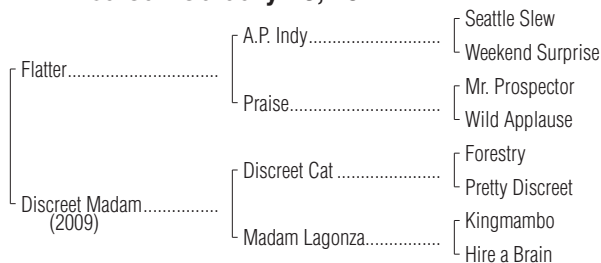 Seattle Slew
A.P. Indy..............................
Weekend Surprise
Flatter..................................
Mr. Prospector
Praise..................................
Wild Applause
Forestry
Discreet Cat .......................
Pretty Discreet
Discreet Madam.................
(2009)
Kingmambo
Madam Lagonza.................
Hire a Brain